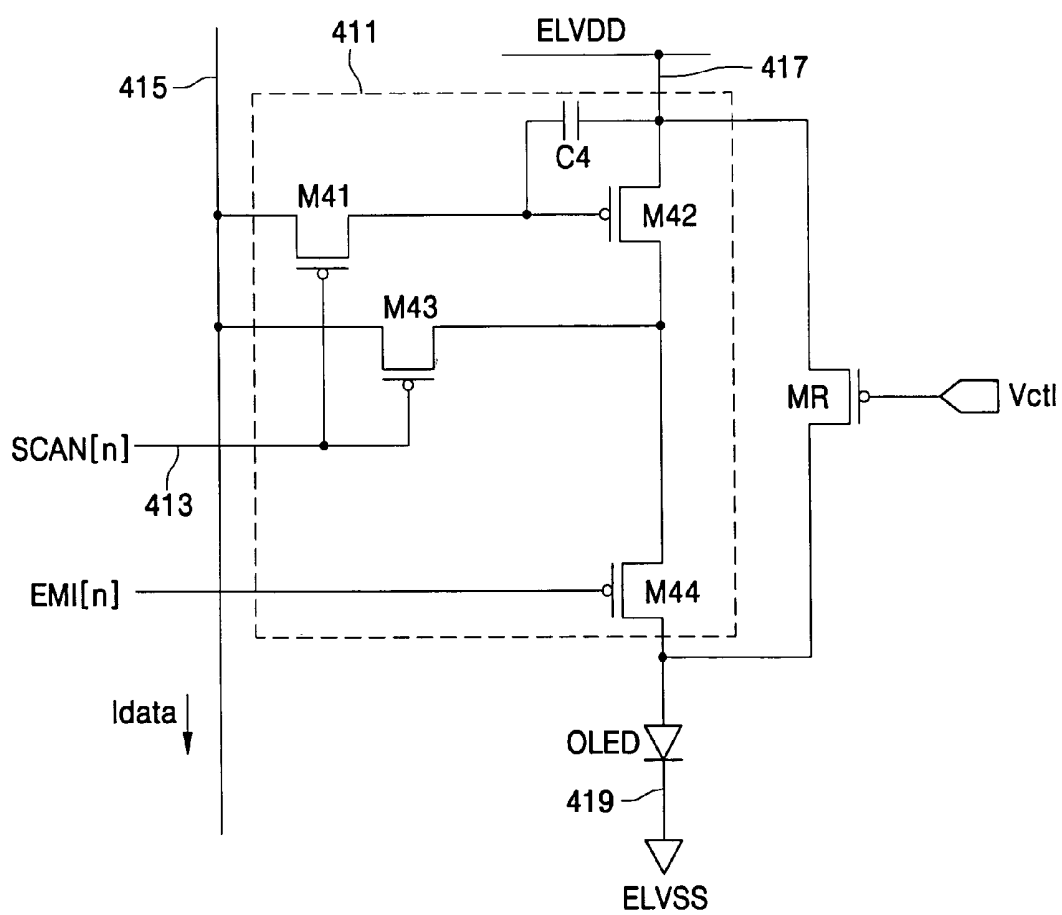 ELVDD
411
415
417
C4
M41
M42
M43
MR
Vctl
SCAN[n]
413
EMI[n]
M44
Idata
OLED
419
ELVSS